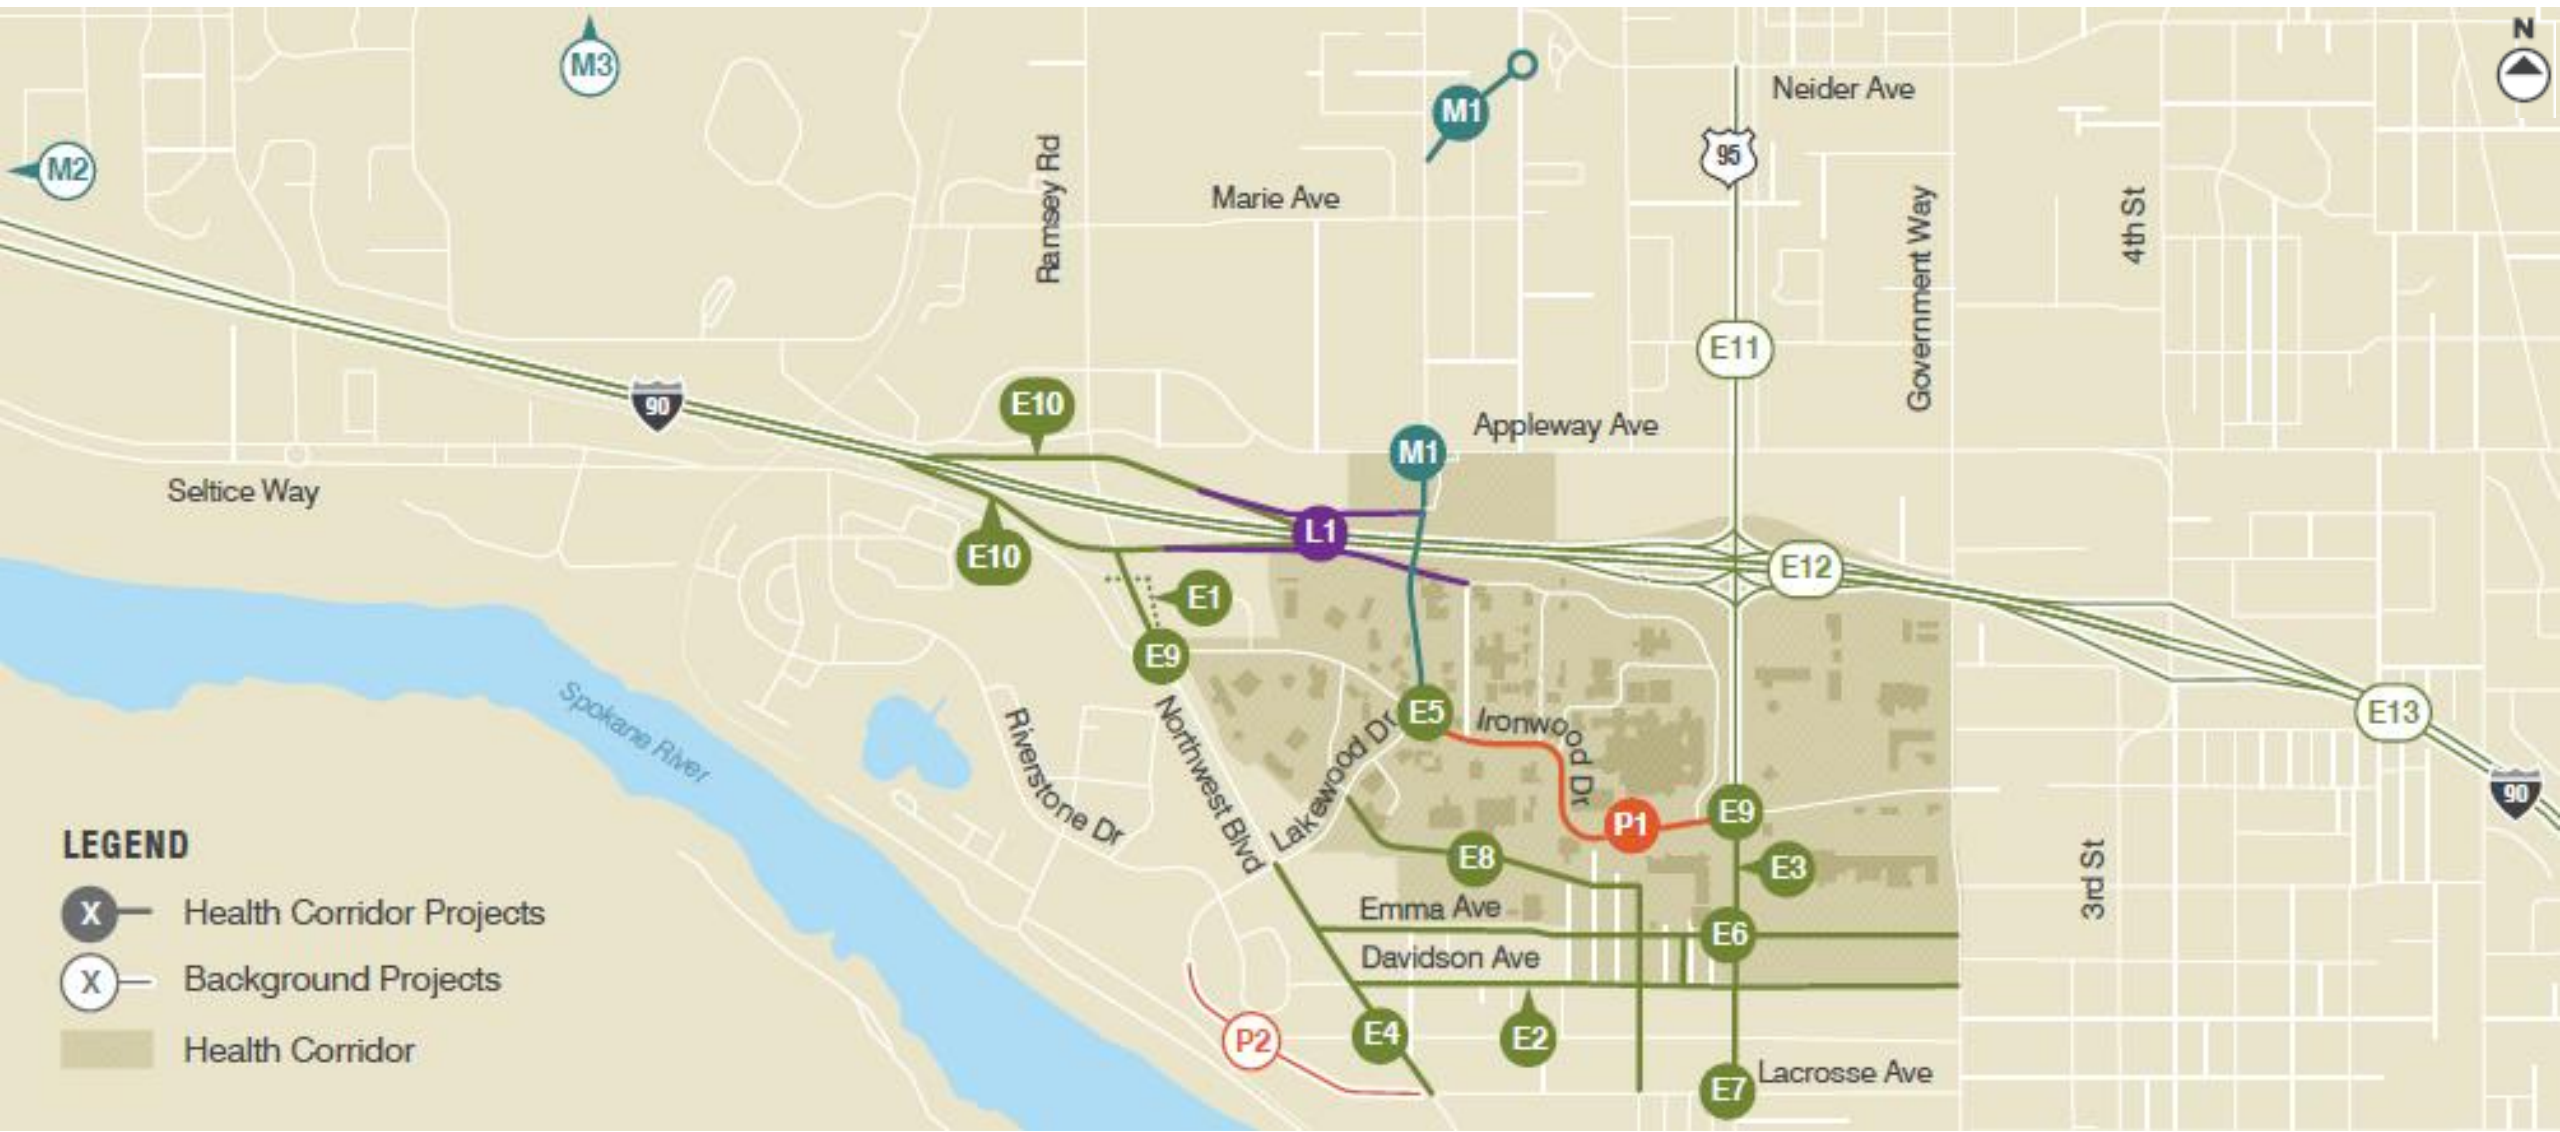 N
M3
Neider Ave
M1
95
M2
Ramsey Rd
Marie Ave
Government Way
4th St
E11
90
E10
Appleway Ave
M1
Seltice Way
L1
E10
E12
E1
E9
Spokane River
Riverstone Dr
Northwest Blvd
Lakewood Dr
E5
Ironwood Dr
E13
90
P1
E9
LEGEND
E8
E3
3rd St
X Health Corridor Projects
Emma Ave
E6
Davidson Ave
X Background Projects
P2
E4
E2
Health Corridor
E7
Lacrosse Ave